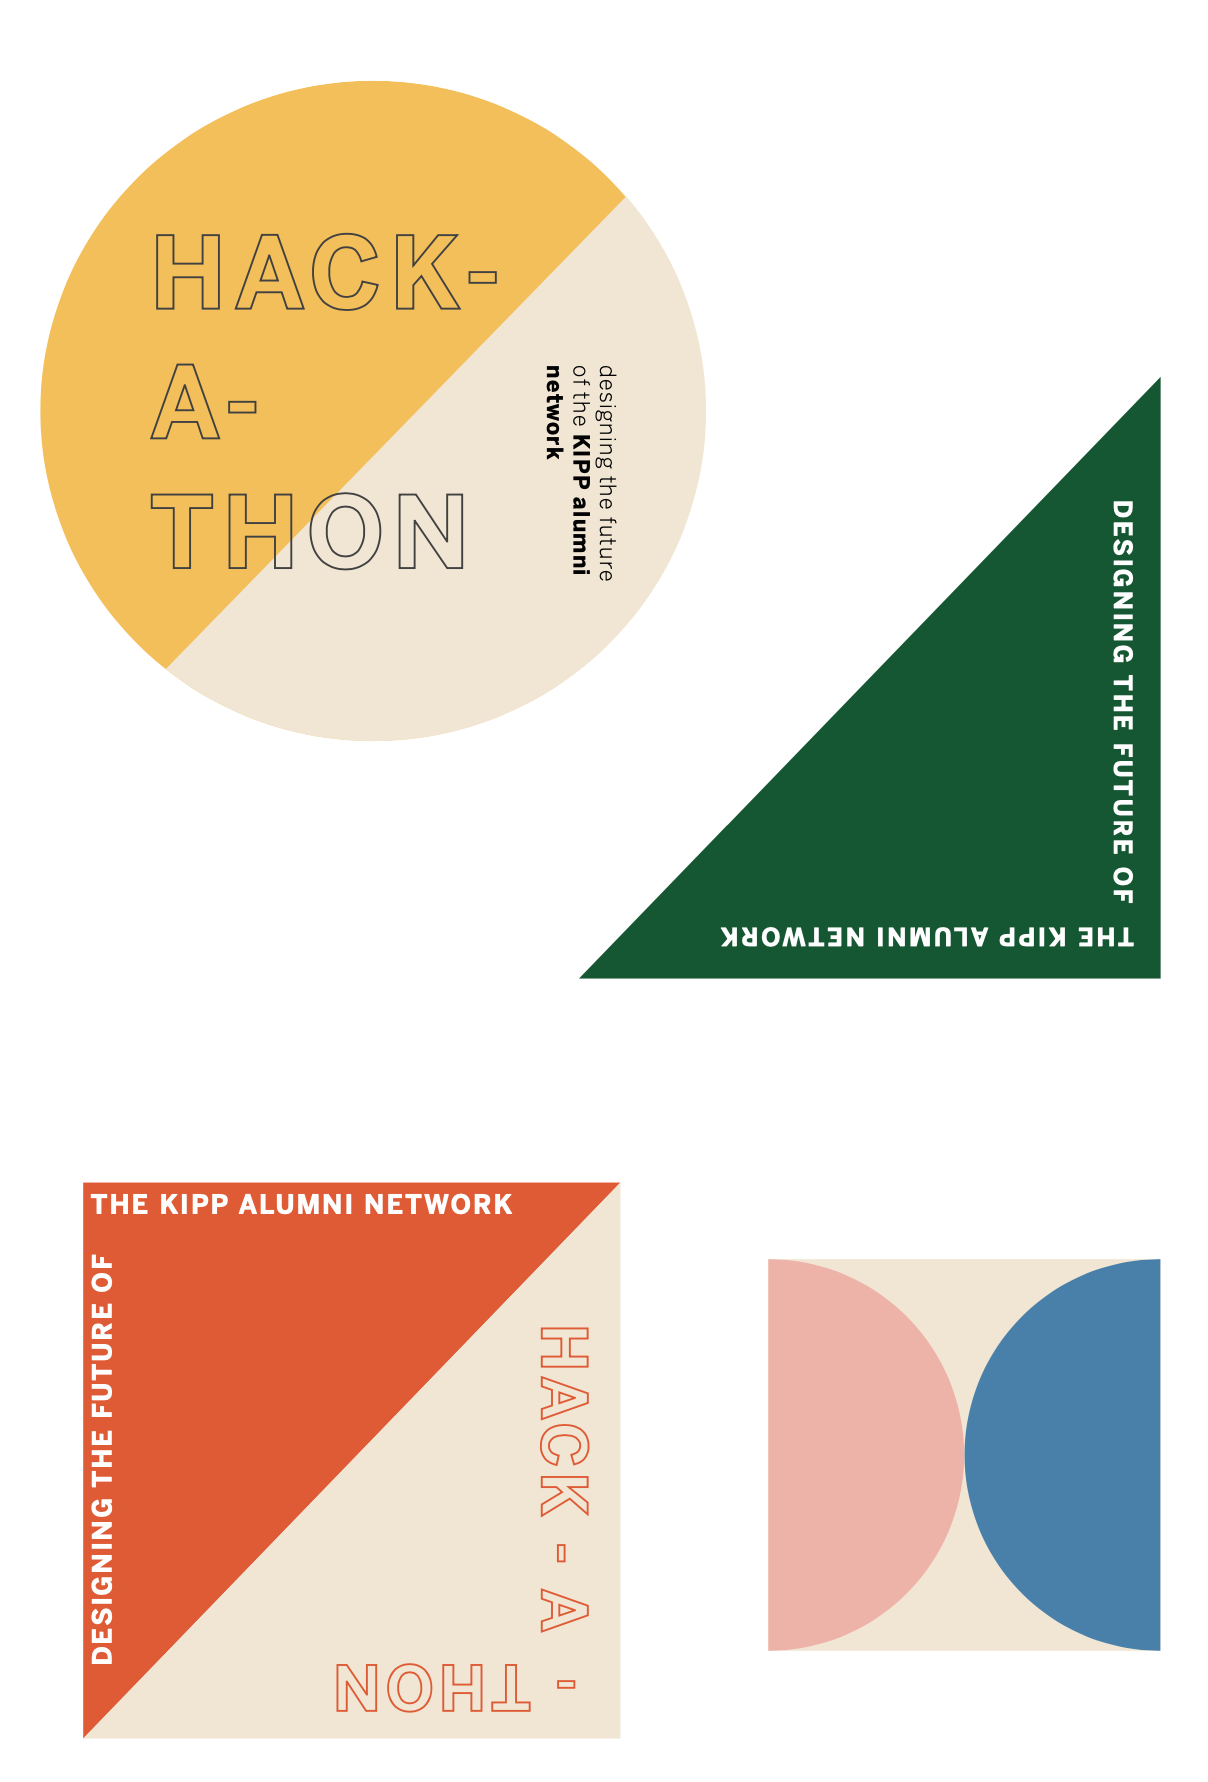 HACK-
A-
THON
designing the future
of the KIPP alumni
network
DESIGNING THE FUTURE OF
THE KIPP ALUMNI NETWORK
DESIGNING THE FUTURE OF
THE KIPP ALUMNI NETWORK
HACK - A -
THON